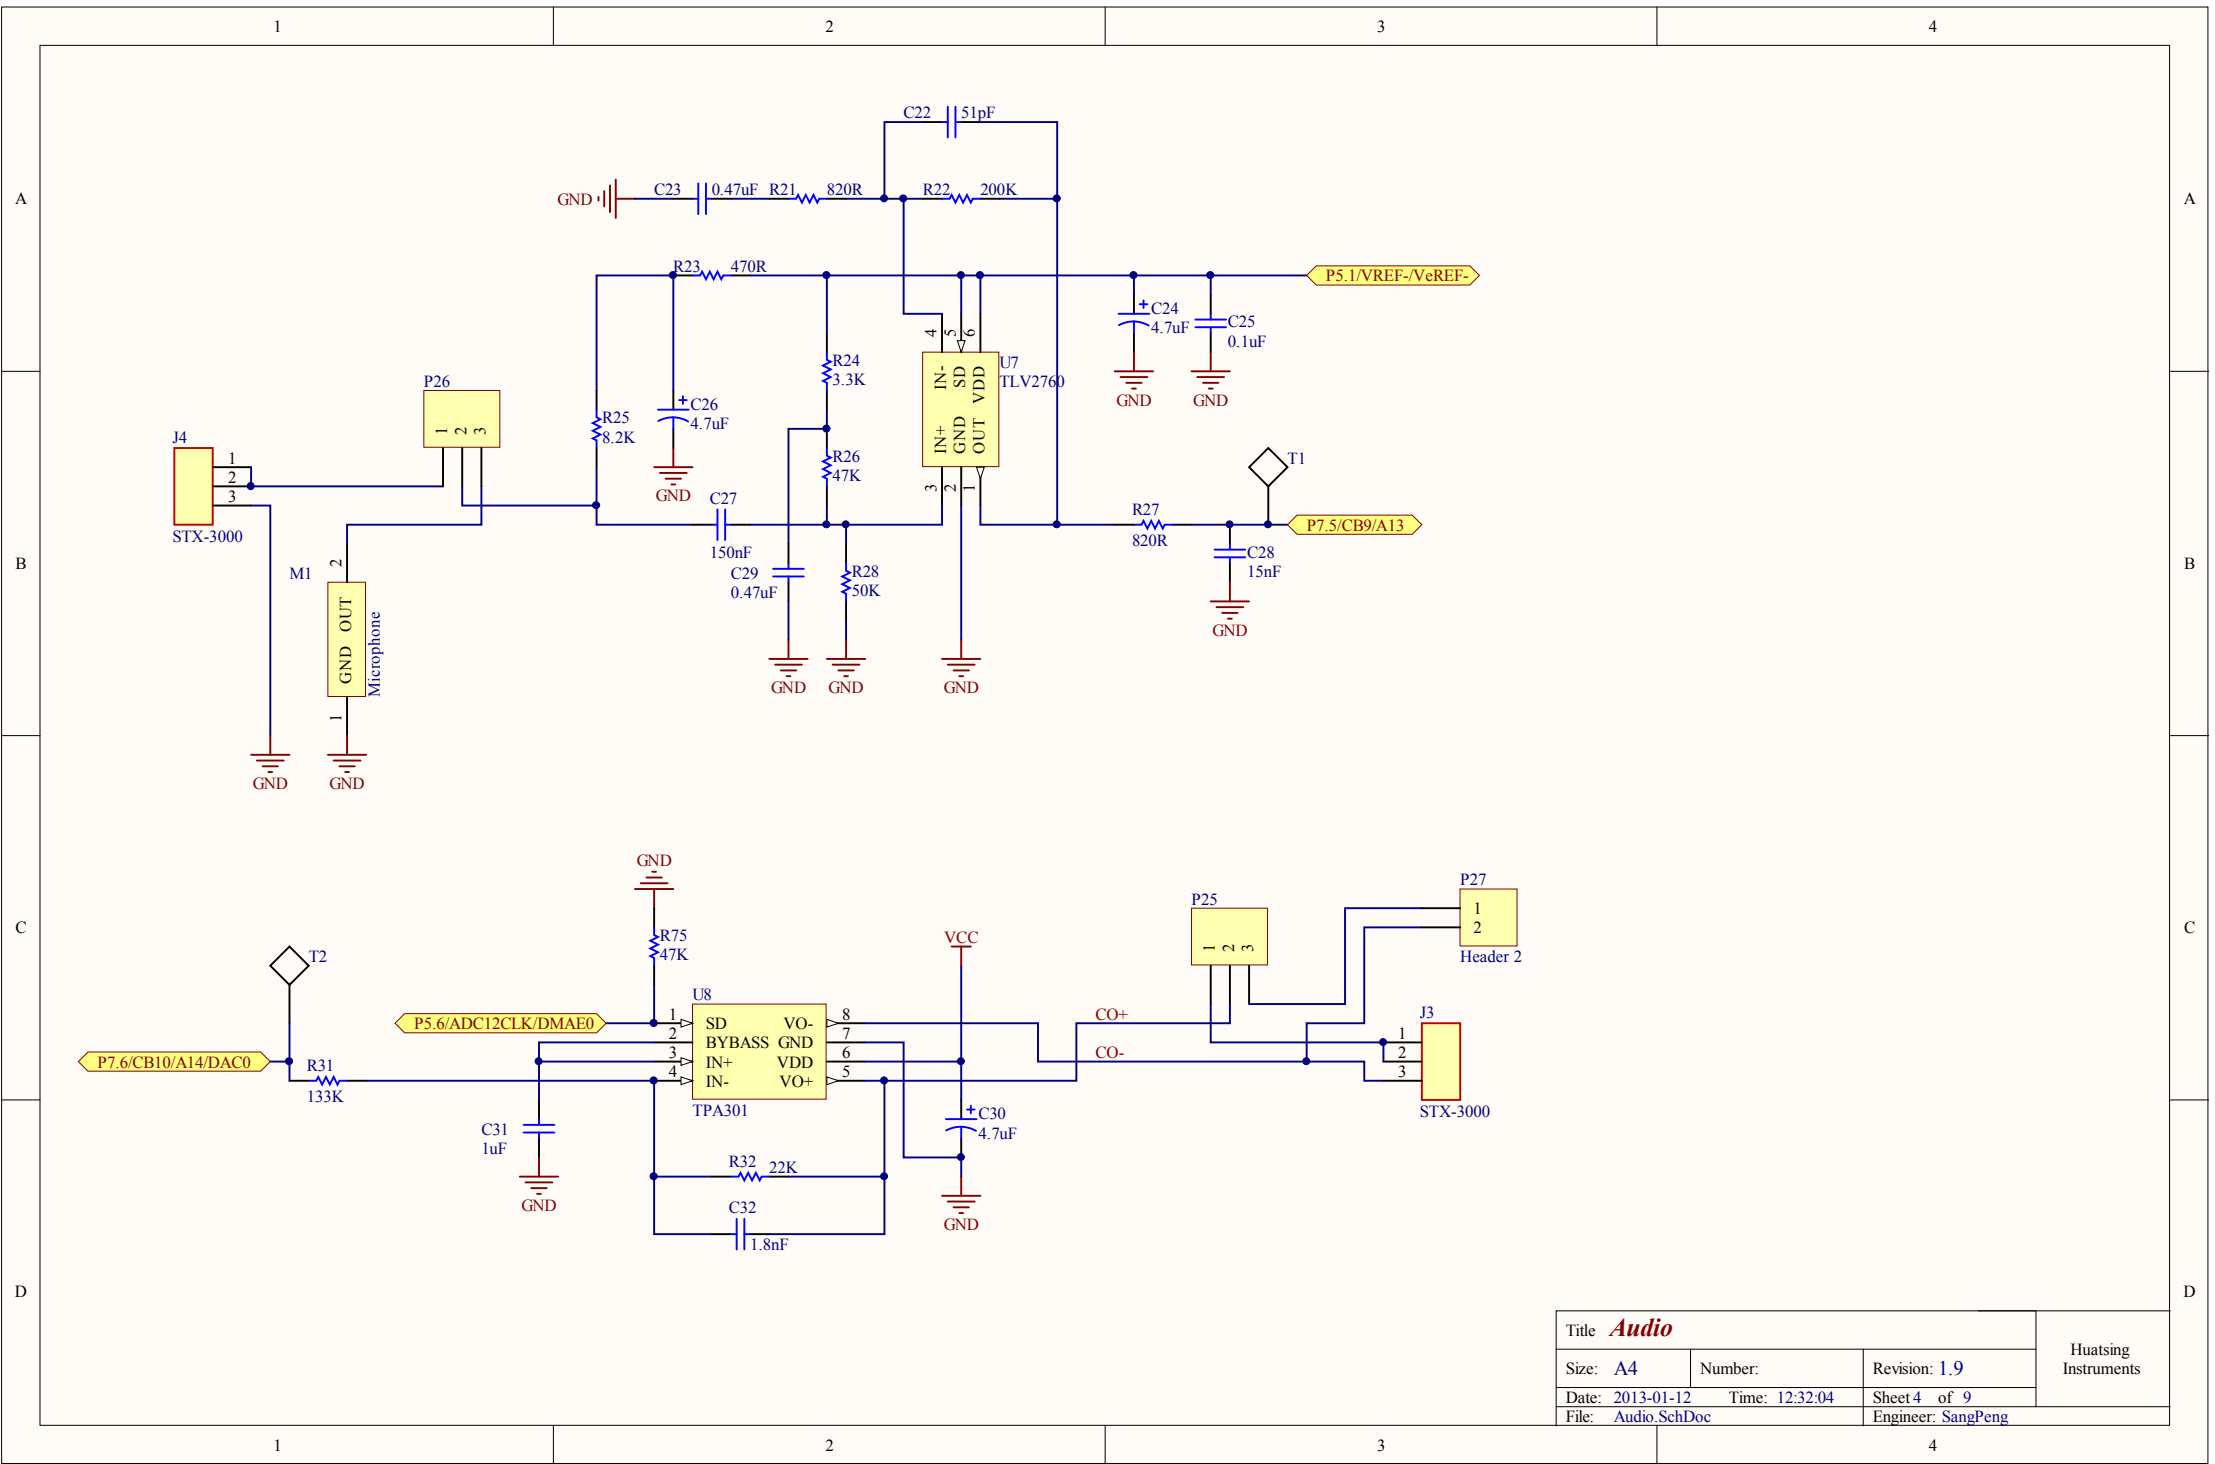 1 2 3 4
A A
B B
C C
D D
1 2 3 4
C22 51pF
GND C23 0.47uF R21 820R R22 200K
R23 470R
P5.1/VREF-/VeREF-
C24
4.7uF
GND
C25
0.1uF
GND
R24
3.3K
R25
8.2K
C26
4.7uF
GND
R26
47K
U7
TLV2760
4 5 6
IN- SD VDD
IN+ GND OUT
3 2 1
GND
P26
1 2 3
J4
1
2
3
STX-3000
GND
M1
2
GND OUT
Microphone
1
GND
C27
150nF
C29
0.47uF
GND
R28
50K
GND
R27
820R
T1
P7.5/CB9/A13
C28
15nF
GND
GND
R75
47K
T2
P5.6/ADC12CLK/DMAE0
P7.6/CB10/A14/DAC0
R31
133K
U8
1 SD VO- 8
2 BYBASS GND 7
3 IN+ VDD 6
4 IN- VO+ 5
TPA301
C31
1uF
GND
R32 22K
C32
1.8nF
VCC
C30
4.7uF
GND
CO+
CO-
P25
1 2 3
P27
1
2
Header 2
J3
1
2
3
STX-3000
Title Audio
Size: A4 Number: Revision: 1.9
Date: 2013-01-12 Time: 12:32:04 Sheet 4 of 9
File: Audio.SchDoc Engineer: SangPeng
Huatsing
Instruments